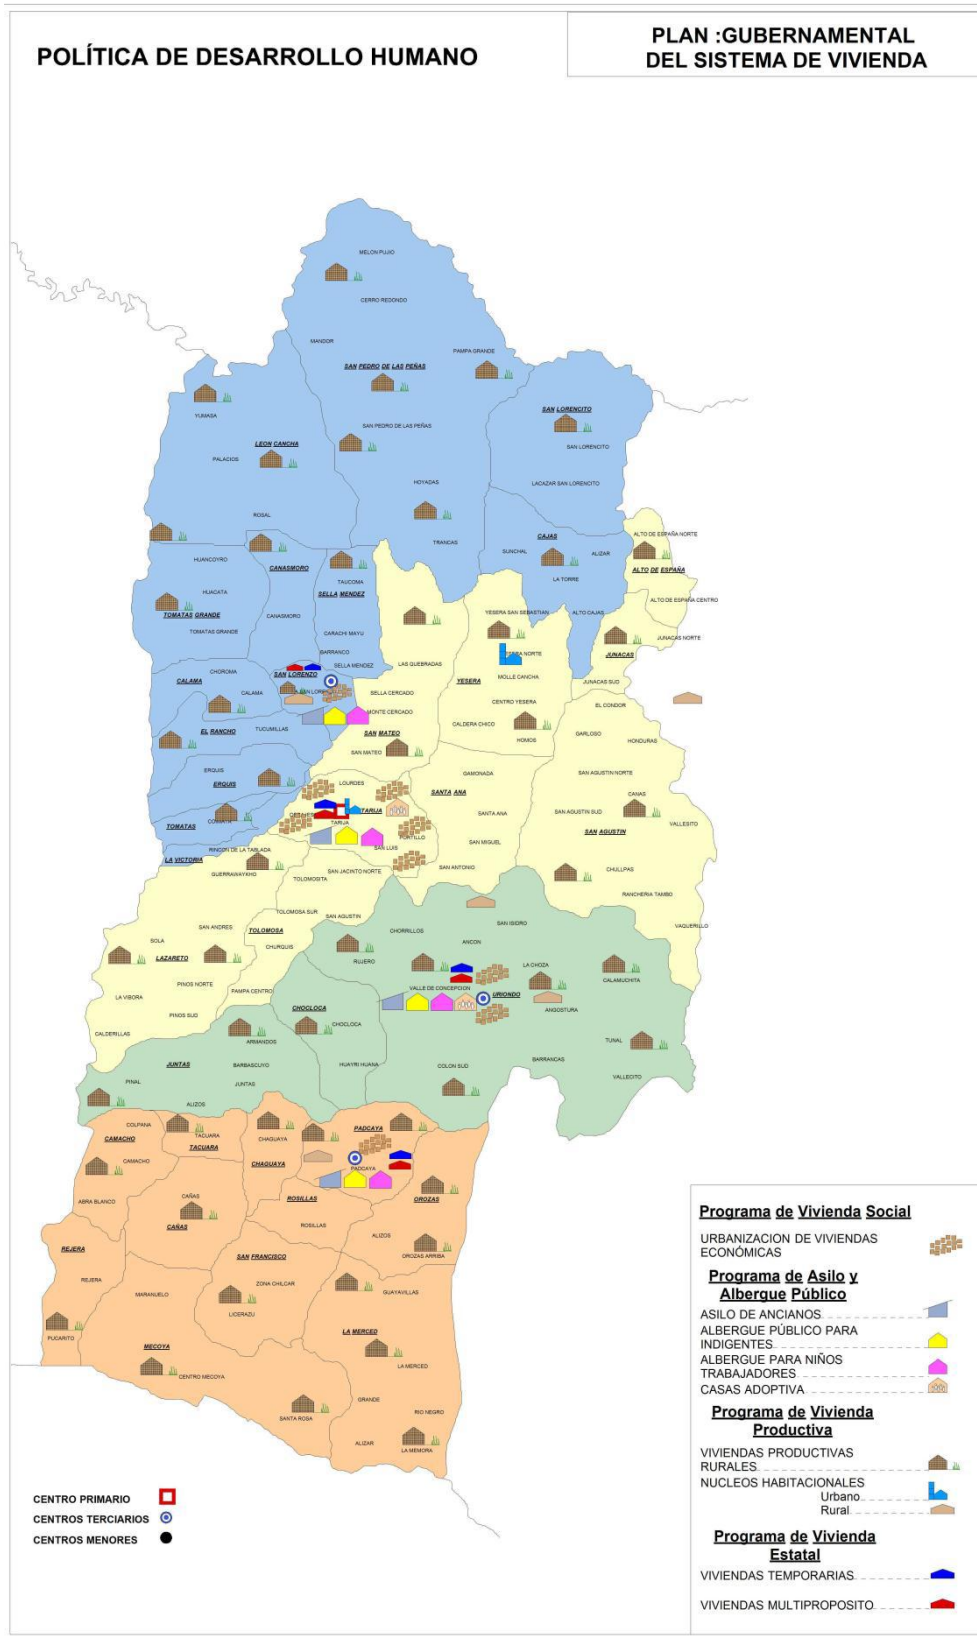 POLÍTICA DE DESARROLLO HUMANO
PLAN :GUBERNAMENTAL
DEL SISTEMA DE VIVIENDA
MELON PUJIO
CERRO REDONDO
MANDOR
PAMPA GRANDE
SAN PEDRO DE LAS PEÑAS
YUMASA
SAN LORENCITO
SAN PEDRO DE LAS PEÑAS
LEON CANCHA
SAN LORENCITO
PALACIOS
HOYADAS
LACAZAR SAN LORENCITO
ROSAL
TRANCAS
CAJAS
ALTO DE ESPAÑA NORTE
SUNCHAL
ALIZAR
HUANCOYRO
CANASMORO
ALTO DE ESPAÑA
LA TORRE
TAUCOMA
HUACATA
SELLA MENDEZ
ALTO DE ESPAÑA CENTRO
TOMATAS GRANDE
CANASMORO
YESERA SAN SEBASTIAN
ALTO CAJAS
TOMATAS GRANDE
CARACHI MAYU
JUNACAS NORTE
BARRANCO
JUNACAS
SELLA MENDEZ
LAS QUEBRADAS
CHOROMA
SAN LORENZO
MOLLE CANCHA
CALAMA
YESERA
JUNACAS SUD
CALAMA
SELLA CERCADO
CENTRO YESERA
EL CONDOR
MONTE CERCADO
CALDERA CHICO
TUCUMILLAS
EL RANCHO
SAN MATEO
GARLOSO
HOMOS
HONDURAS
SAN MATEO
ERQUIS
GAMONADA
SAN AGUSTIN NORTE
ERQUIS
LOURDES
SANTA ANA
CANAS
TARIJA
SANTA ANA
SAN AGUSTIN SUD
TOMATAS
TARIJA
VALLESITO
SAN AGUSTIN
PORTILLO
RINCON DE LA TABLADA
SAN LUIS
SAN MIGUEL
LA VICTORIA
SAN ANTONIO
CHULLPAS
GUERRAWAYKHO
SAN JACINTO NORTE
TOLOMOSITA
RANCHERIA TAMBO
TOLOMOSA SUR
SAN AGUSTIN
SAN ISIDRO
SAN ANDRES
TOLOMOSA
CHORRILLOS
VAQUERILLO
SOLA
CHURQUIS
ANCON
LAZARETO
RUJERO
LA CHOZA
PINOS NORTE
PAMPA CENTRO
VALLE DE CONCEPCION
CALAMUCHITA
LA VIBORA
URIONDO
CHOCLOCA
ANGOSTURA
PINOS SUD
CHOCLOCA
CALDERILLAS
ARMANDOS
TUNAL
JUNTAS
BARBASCUYO
HUAYRI HUANA
COLON SUD
BARRANCAS
VALLECITO
PINAL
JUNTAS
ALIZOS
COLPANA
CAMACHO
TACUARA
CHAGUAYA
PADCAYA
TACUARA
CAMACHO
CHAGUAYA
PADCAYA
ABRA BLANCO
CAÑAS
ROSILLAS
OROZAS
CAÑAS
ROSILLAS
ALIZOS
REJERA
SAN FRANCISCO
OROZAS ARRIBA
REJERA
ZONA CHILCAR
MARANUELO
GUAYAVILLAS
LICERAZU
PUCARITO
LA MERCED
MECOYA
LA MERCED
CENTRO MECOYA
GRANDE
RIO NEGRO
SANTA ROSA
ALIZAR
LA MEMORA
CENTRO PRIMARIO
CENTROS TERCIARIOS
CENTROS MENORES
Programa de Vivienda Social
URBANIZACION DE VIVIENDAS
ECONÓMICAS
Programa de Asilo y
Albergue Público
ASILO DE ANCIANOS
ALBERGUE PÚBLICO PARA
INDIGENTES
ALBERGUE PARA NIÑOS
TRABAJADORES
CASAS ADOPTIVA
Programa de Vivienda
Productiva
VIVIENDAS PRODUCTIVAS
RURALES
NUCLEOS HABITACIONALES
Urbano
Rural
Programa de Vivienda
Estatal
VIVIENDAS TEMPORARIAS
VIVIENDAS MULTIPROPOSITO